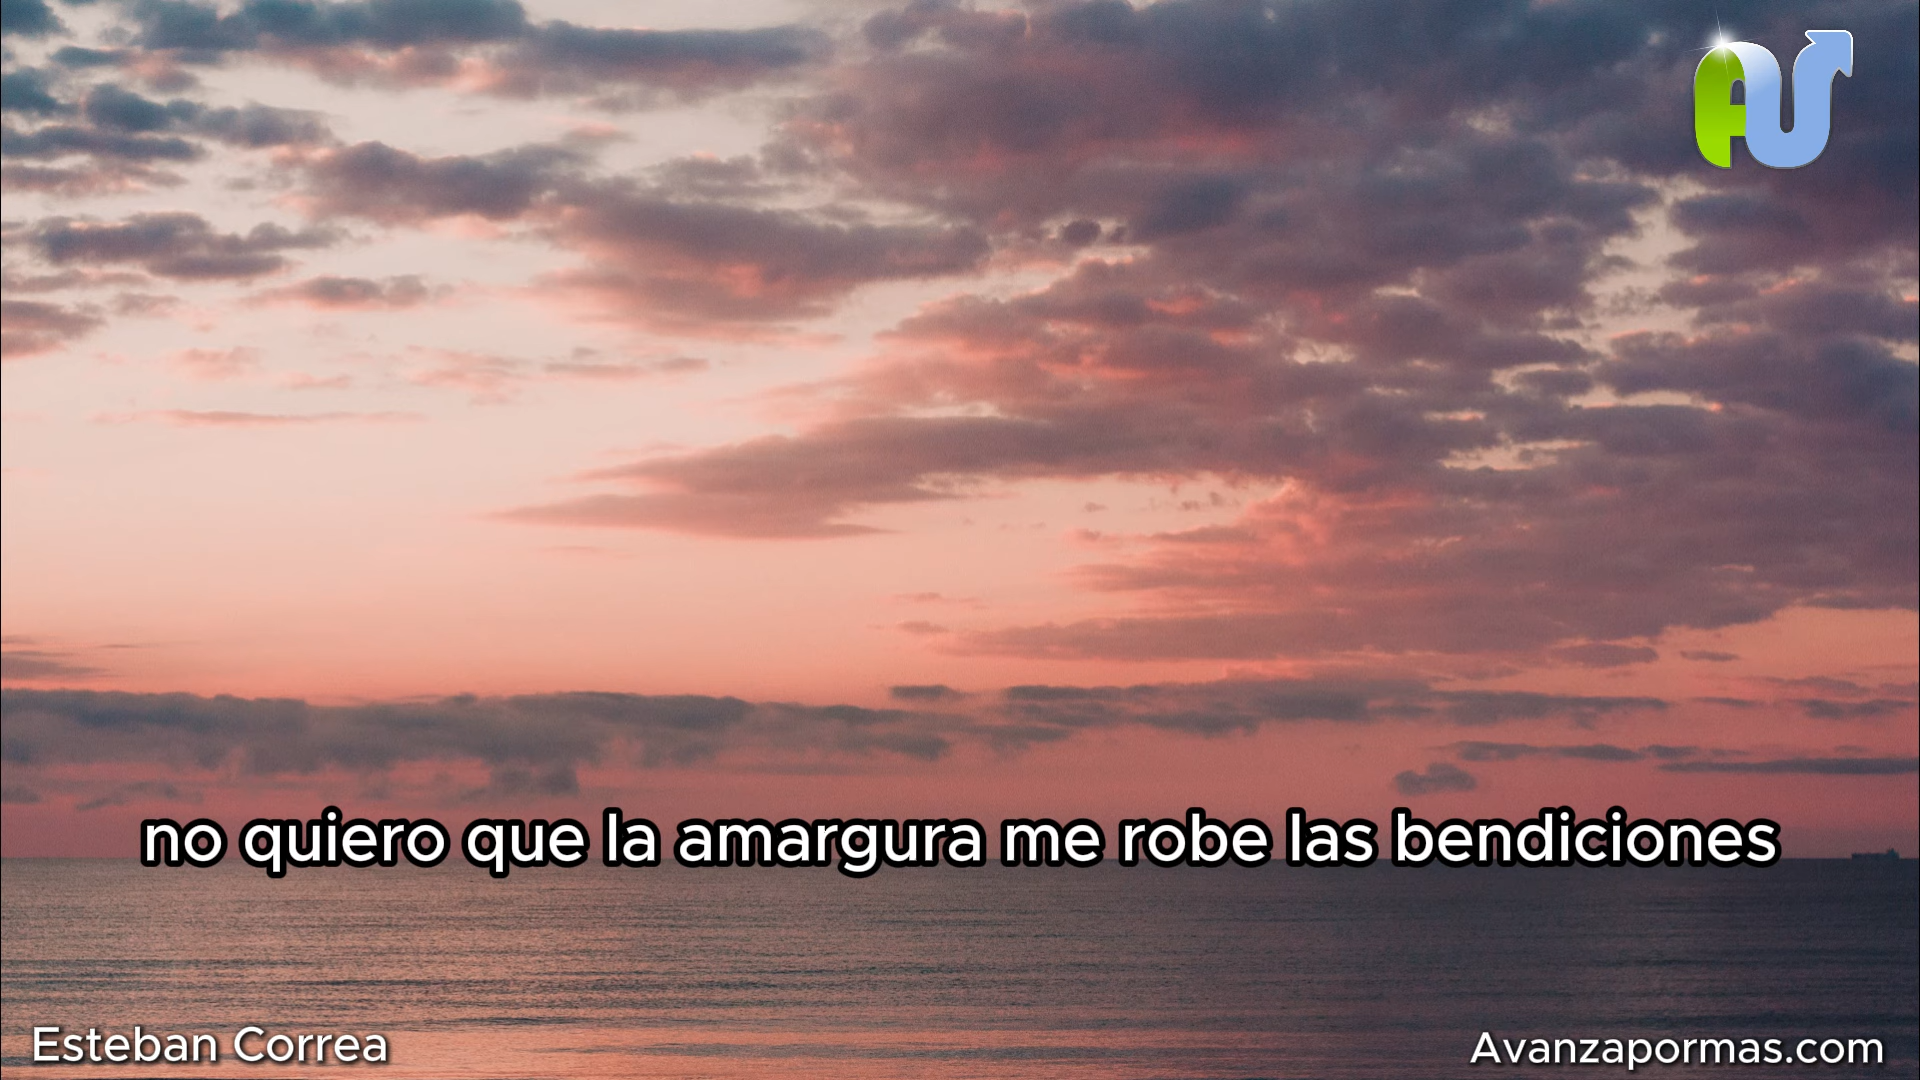 no quiero que la amargura me robe las bendiciones
Esteban Correa
Avanzapormas.com